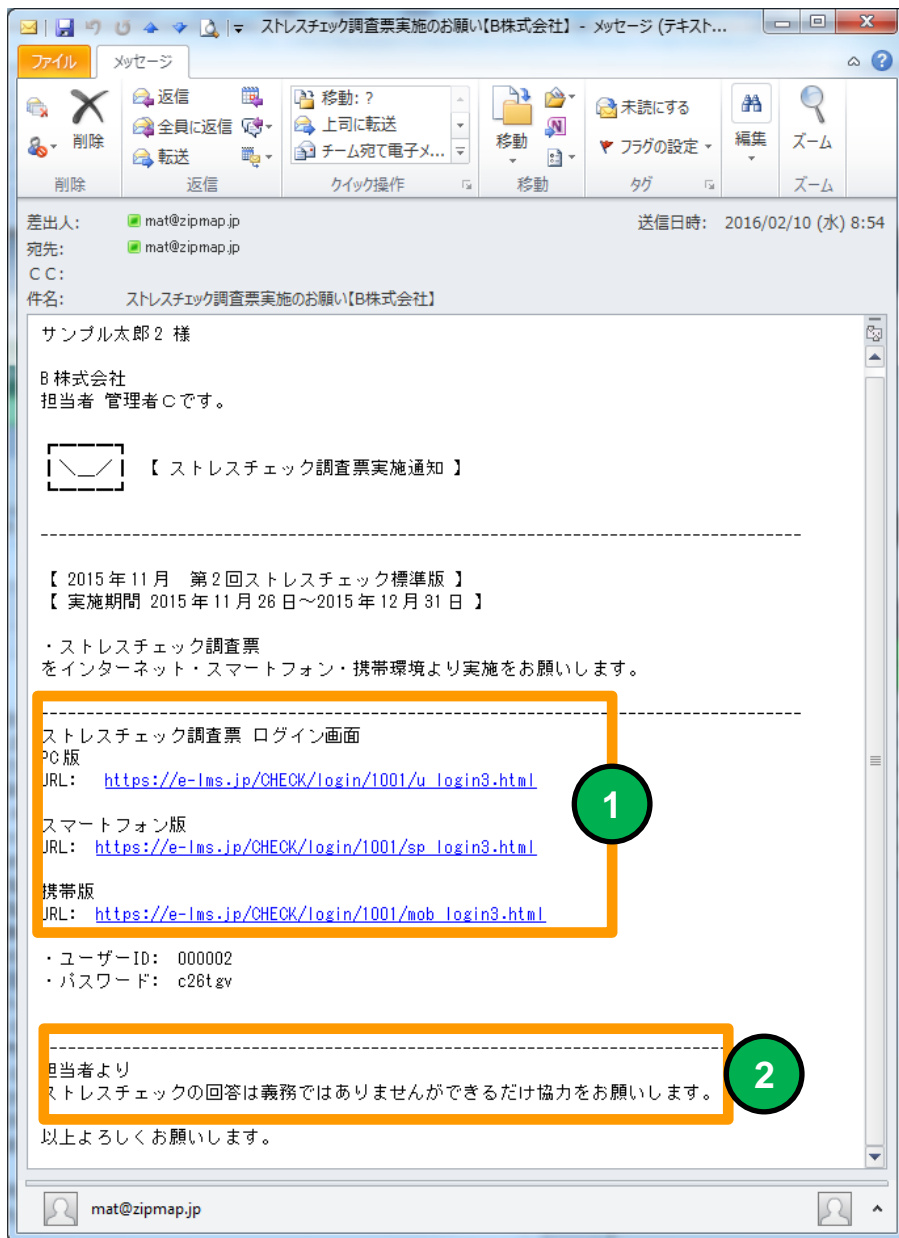 ストレスチェック調査票実施のお願い【B株式会社】 - メッセージ (テキスト...
ファイル メッセージ
削除
返信
全員に返信
転送
移動: ?
上司に転送
チーム宛て電子メ...
移動
未読にする
フラグの設定
編集
ズーム
削除 返信 クイック操作 移動 タグ ズーム
差出人: mat@zipmap.jp 送信日時: 2016/02/10 (水) 8:54
宛先: mat@zipmap.jp
CC:
件名: ストレスチェック調査票実施のお願い【B株式会社】
サンプル太郎2 様
B株式会社
担当者 管理者Cです。
【 ストレスチェック調査票実施通知 】
--------------------------------------------------------------------------------
【 2015年11月 第2回ストレスチェック標準版 】
【 実施期間 2015年11月26日～2015年12月31日 】
・ストレスチェック調査票
をインターネット・スマートフォン・携帯環境より実施をお願いします。
--------------------------------------------------------------------------------
ストレスチェック調査票 ログイン画面
PC版
URL: https://e-lms.jp/CHECK/login/1001/u_login3.html
1
スマートフォン版
URL: https://e-lms.jp/CHECK/login/1001/sp_login3.html
携帯版
URL: https://e-lms.jp/CHECK/login/1001/mob_login3.html
・ユーザーID: 000002
・パスワード: c26tgv
--------------------------------------------------------------------------------
担当者より
ストレスチェックの回答は義務ではありませんができるだけ協力をお願いします。
2
以上よろしくお願いします。
mat@zipmap.jp